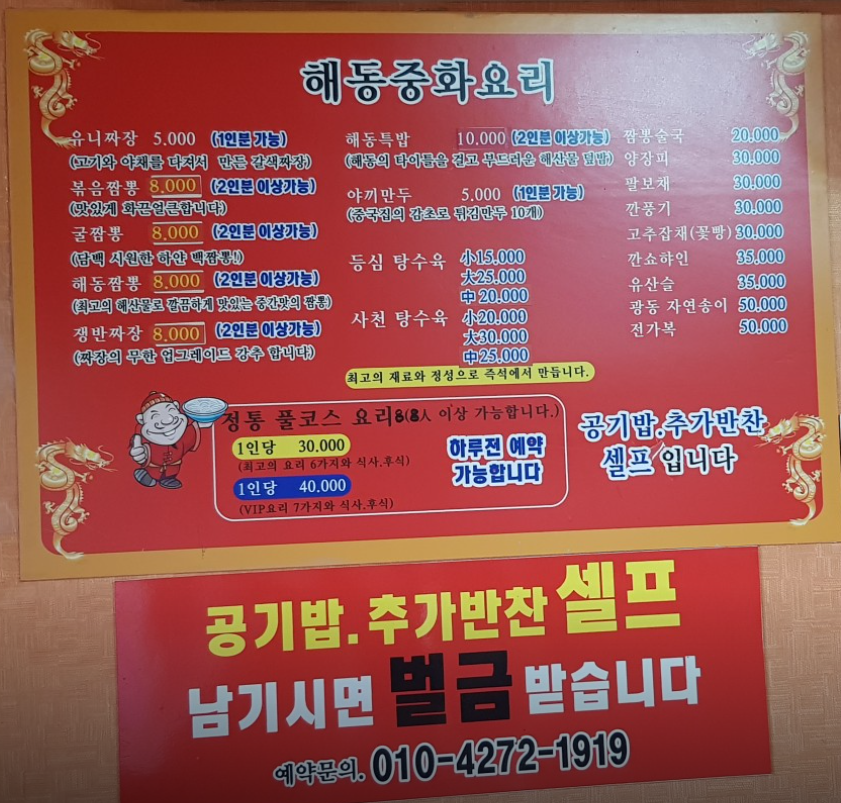 해동중화요리
유니짜장 5.000 (1인분 가능)
(고기와 야채를 다져서 만든 갈색짜장)
볶음짬뽕 8.000 (2인분 이상가능)
(맛있게 화끈얼큰합니다)
굴짬뽕 8.000 (2인분 이상가능)
(담백 시원한 하얀 백짬뽕!)
해동짬뽕 8.000 (2인분 이상가능)
(최고의 해산물로 깔끔하게 맛있는 중간맛의 짬뽕)
쟁반짜장 8.000 (2인분 이상가능)
(짜장의 무한 업그레이드 강추 합니다)
해동특밥 10.000 (2인분 이상가능)
(해동의 타이틀을 걸고 부드러운 해산물 덮밥)
야끼만두 5.000 (1인분 가능)
(중국집의 감초로 튀김만두 10개)
등심 탕수육 小15.000
大25.000
中20.000
사천 탕수육 小20.000
大30.000
中25.000
최고의 재료와 정성으로 즉석에서 만듭니다.
짬뽕술국 20.000
양장피 30.000
팔보채 30.000
깐풍기 30.000
고추잡채(꽃빵) 30.000
깐쇼하인 35.000
유산슬 35.000
광동 자연송이 50.000
전가복 50.000
정통 풀코스 요리8(8人 이상 가능합니다.)
1인당 30.000
(최고의 요리 6가지와 식사.후식)
1인당 40.000
(VIP요리 7가지와 식사.후식)
하루전 예약
가능합니다
공기밥.추가반찬
셀프 입니다
공기밥.추가반찬 셀프
남기시면 벌금 받습니다
예약문의. 010-4272-1919